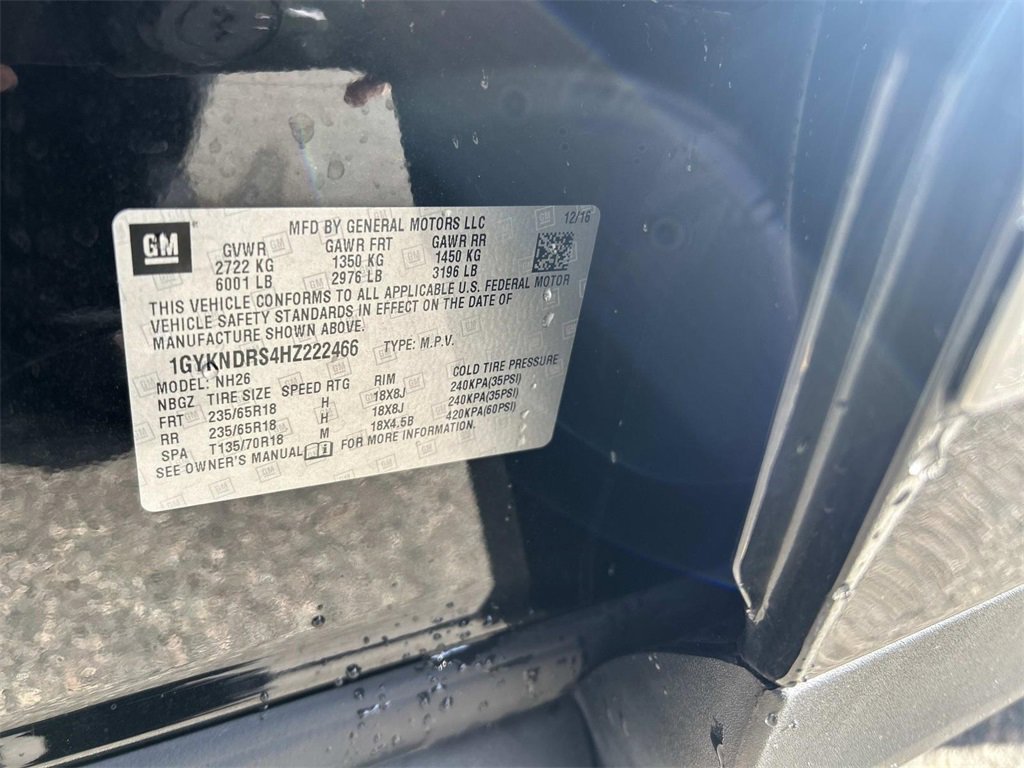 GM
MFD BY GENERAL MOTORS LLC 12/16
GVWR GAWR FRT GAWR RR
2722 KG 1350 KG 1450 KG
6001 LB 2976 LB 3196 LB
THIS VEHICLE CONFORMS TO ALL APPLICABLE U.S. FEDERAL MOTOR
VEHICLE SAFETY STANDARDS IN EFFECT ON THE DATE OF
MANUFACTURE SHOWN ABOVE.
1GYKNDRS4HZ222466 TYPE: M.P.V.
MODEL: NH26
NBGZ TIRE SIZE SPEED RTG RIM COLD TIRE PRESSURE
FRT 235/65R18 H 18X8J 240KPA(35PSI)
RR 235/65R18 H 18X8J 240KPA(35PSI)
SPA T135/70R18 M 18X4.5B 420KPA(60PSI)
SEE OWNER'S MANUAL FOR MORE INFORMATION.